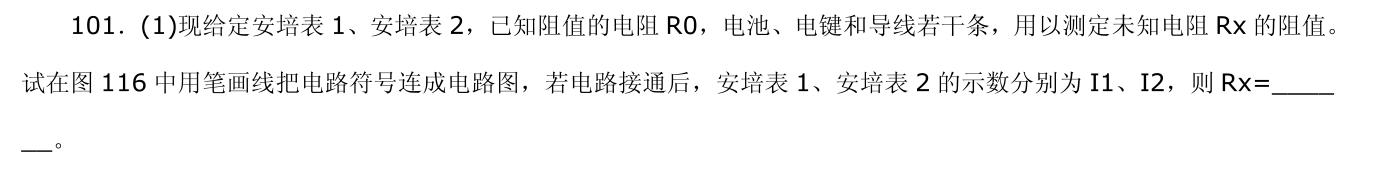 101．(1)现给定安培表 1、安培表 2，已知阻值的电阻 R0，电池、电键和导线若干条，用以测定未知电阻 Rx 的阻值。
试在图 116 中用笔画线把电路符号连成电路图，若电路接通后，安培表 1、安培表 2 的示数分别为 I1、I2，则 Rx=____
__。